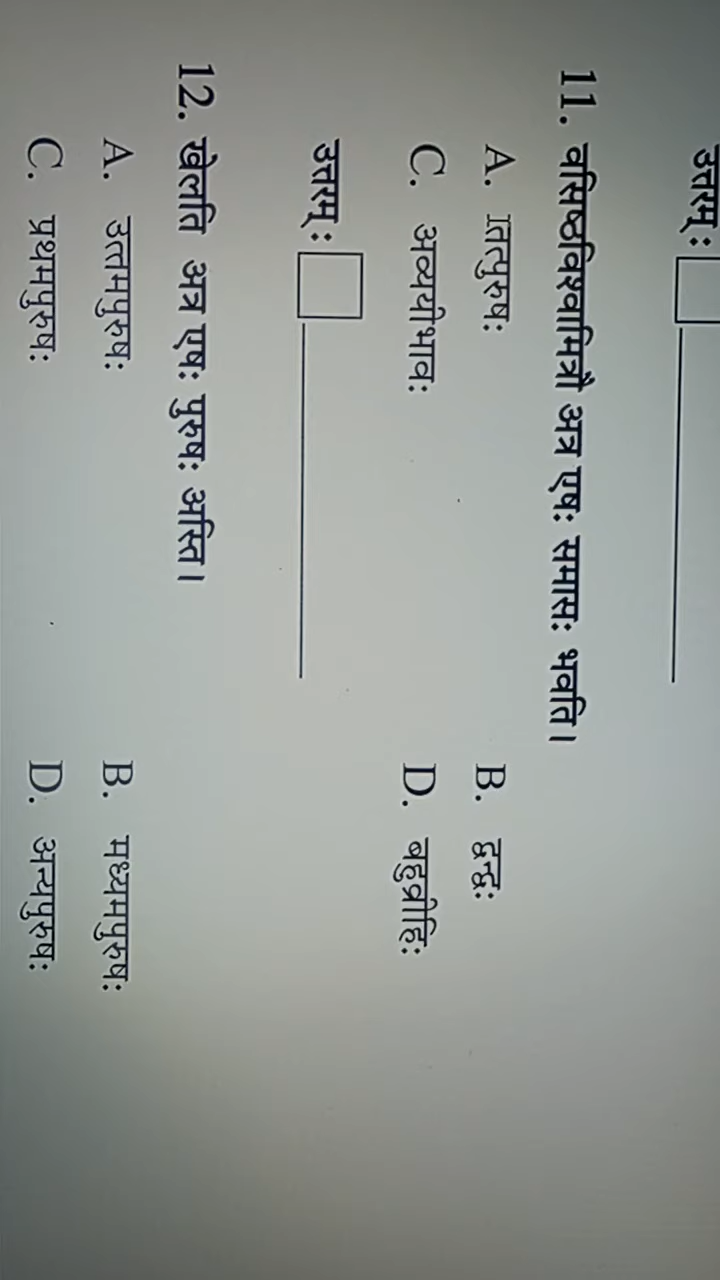 उत्तरम् :
11. वसिष्ठविश्वामित्रौ अत्र एषः समासः भवति।
A. तत्पुरुषः B. द्वन्द्वः
C. अव्ययीभावः D. बहुव्रीहिः
उत्तरम् :
12. खेलति अत्र एषः पुरुषः अस्ति।
A. उत्तमपुरुषः B. मध्यमपुरुषः
C. प्रथमपुरुषः D. अन्यपुरुषः